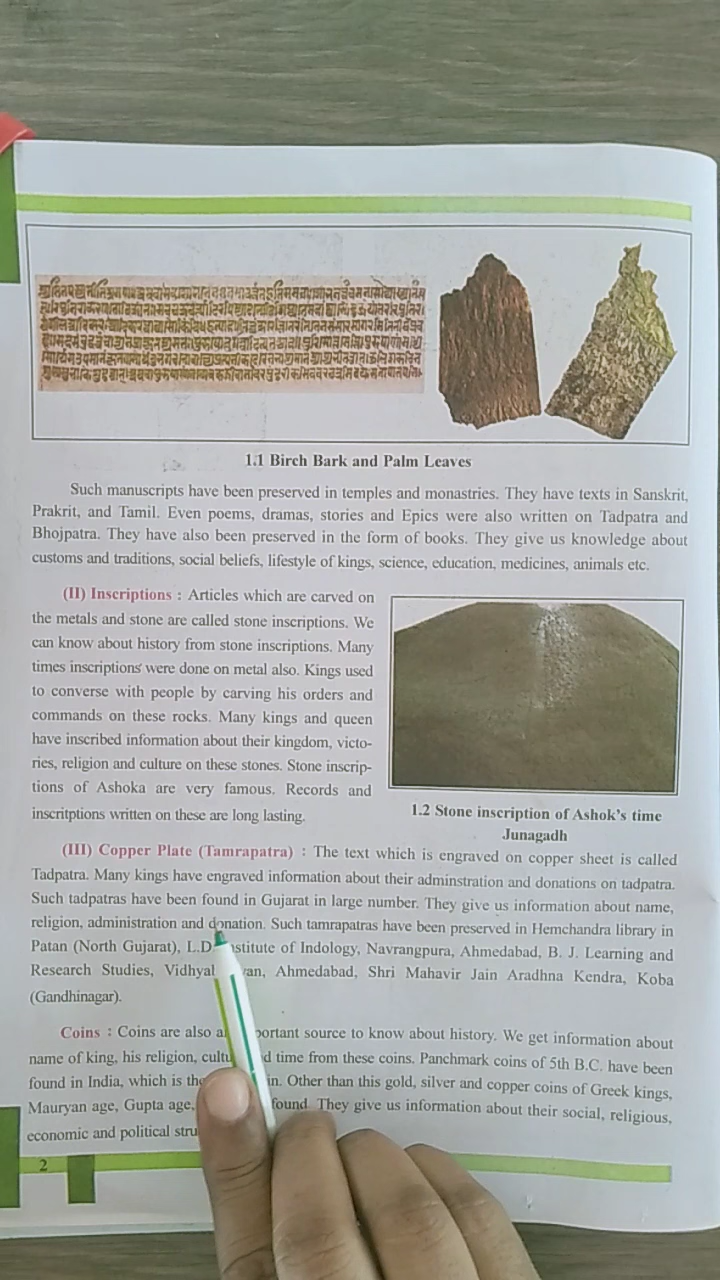 1.1 Birch Bark and Palm Leaves
Such manuscripts have been preserved in temples and monastries. They have texts in Sanskrit,
Prakrit, and Tamil. Even poems, dramas, stories and Epics were also written on Tadpatra and
Bhojpatra. They have also been preserved in the form of books. They give us knowledge about
customs and traditions, social beliefs, lifestyle of kings, science, education, medicines, animals etc.
(II) Inscriptions : Articles which are carved on
the metals and stone are called stone inscriptions. We
can know about history from stone inscriptions. Many
times inscriptions were done on metal also. Kings used
to converse with people by carving his orders and
commands on these rocks. Many kings and queen
have inscribed information about their kingdom, victo-
ries, religion and culture on these stones. Stone inscrip-
tions of Ashoka are very famous. Records and
inscritptions written on these are long lasting.
1.2 Stone inscription of Ashok's time
Junagadh
(III) Copper Plate (Tamrapatra) : The text which is engraved on copper sheet is called
Tadpatra. Many kings have engraved information about their adminstration and donations on tadpatra.
Such tadpatras have been found in Gujarat in large number. They give us information about name,
religion, administration and donation. Such tamrapatras have been preserved in Hemchandra library in
Patan (North Gujarat), L.D. stitute of Indology, Navrangpura, Ahmedabad, B. J. Learning and
Research Studies, Ahmedabad, Shri Mahavir Jain Aradhna Kendra, Koba
(Gandhinagar).
Coins : Coins are also portant source to know about history. We get information about
name of king, his religion, time from these coins. Panchmark coins of 5th B.C. have been
found in India, which is Other than this gold, silver and copper coins of Greek kings,
Mauryan age, Gupta age, found. They give us information about their social, religious,
economic and political
2